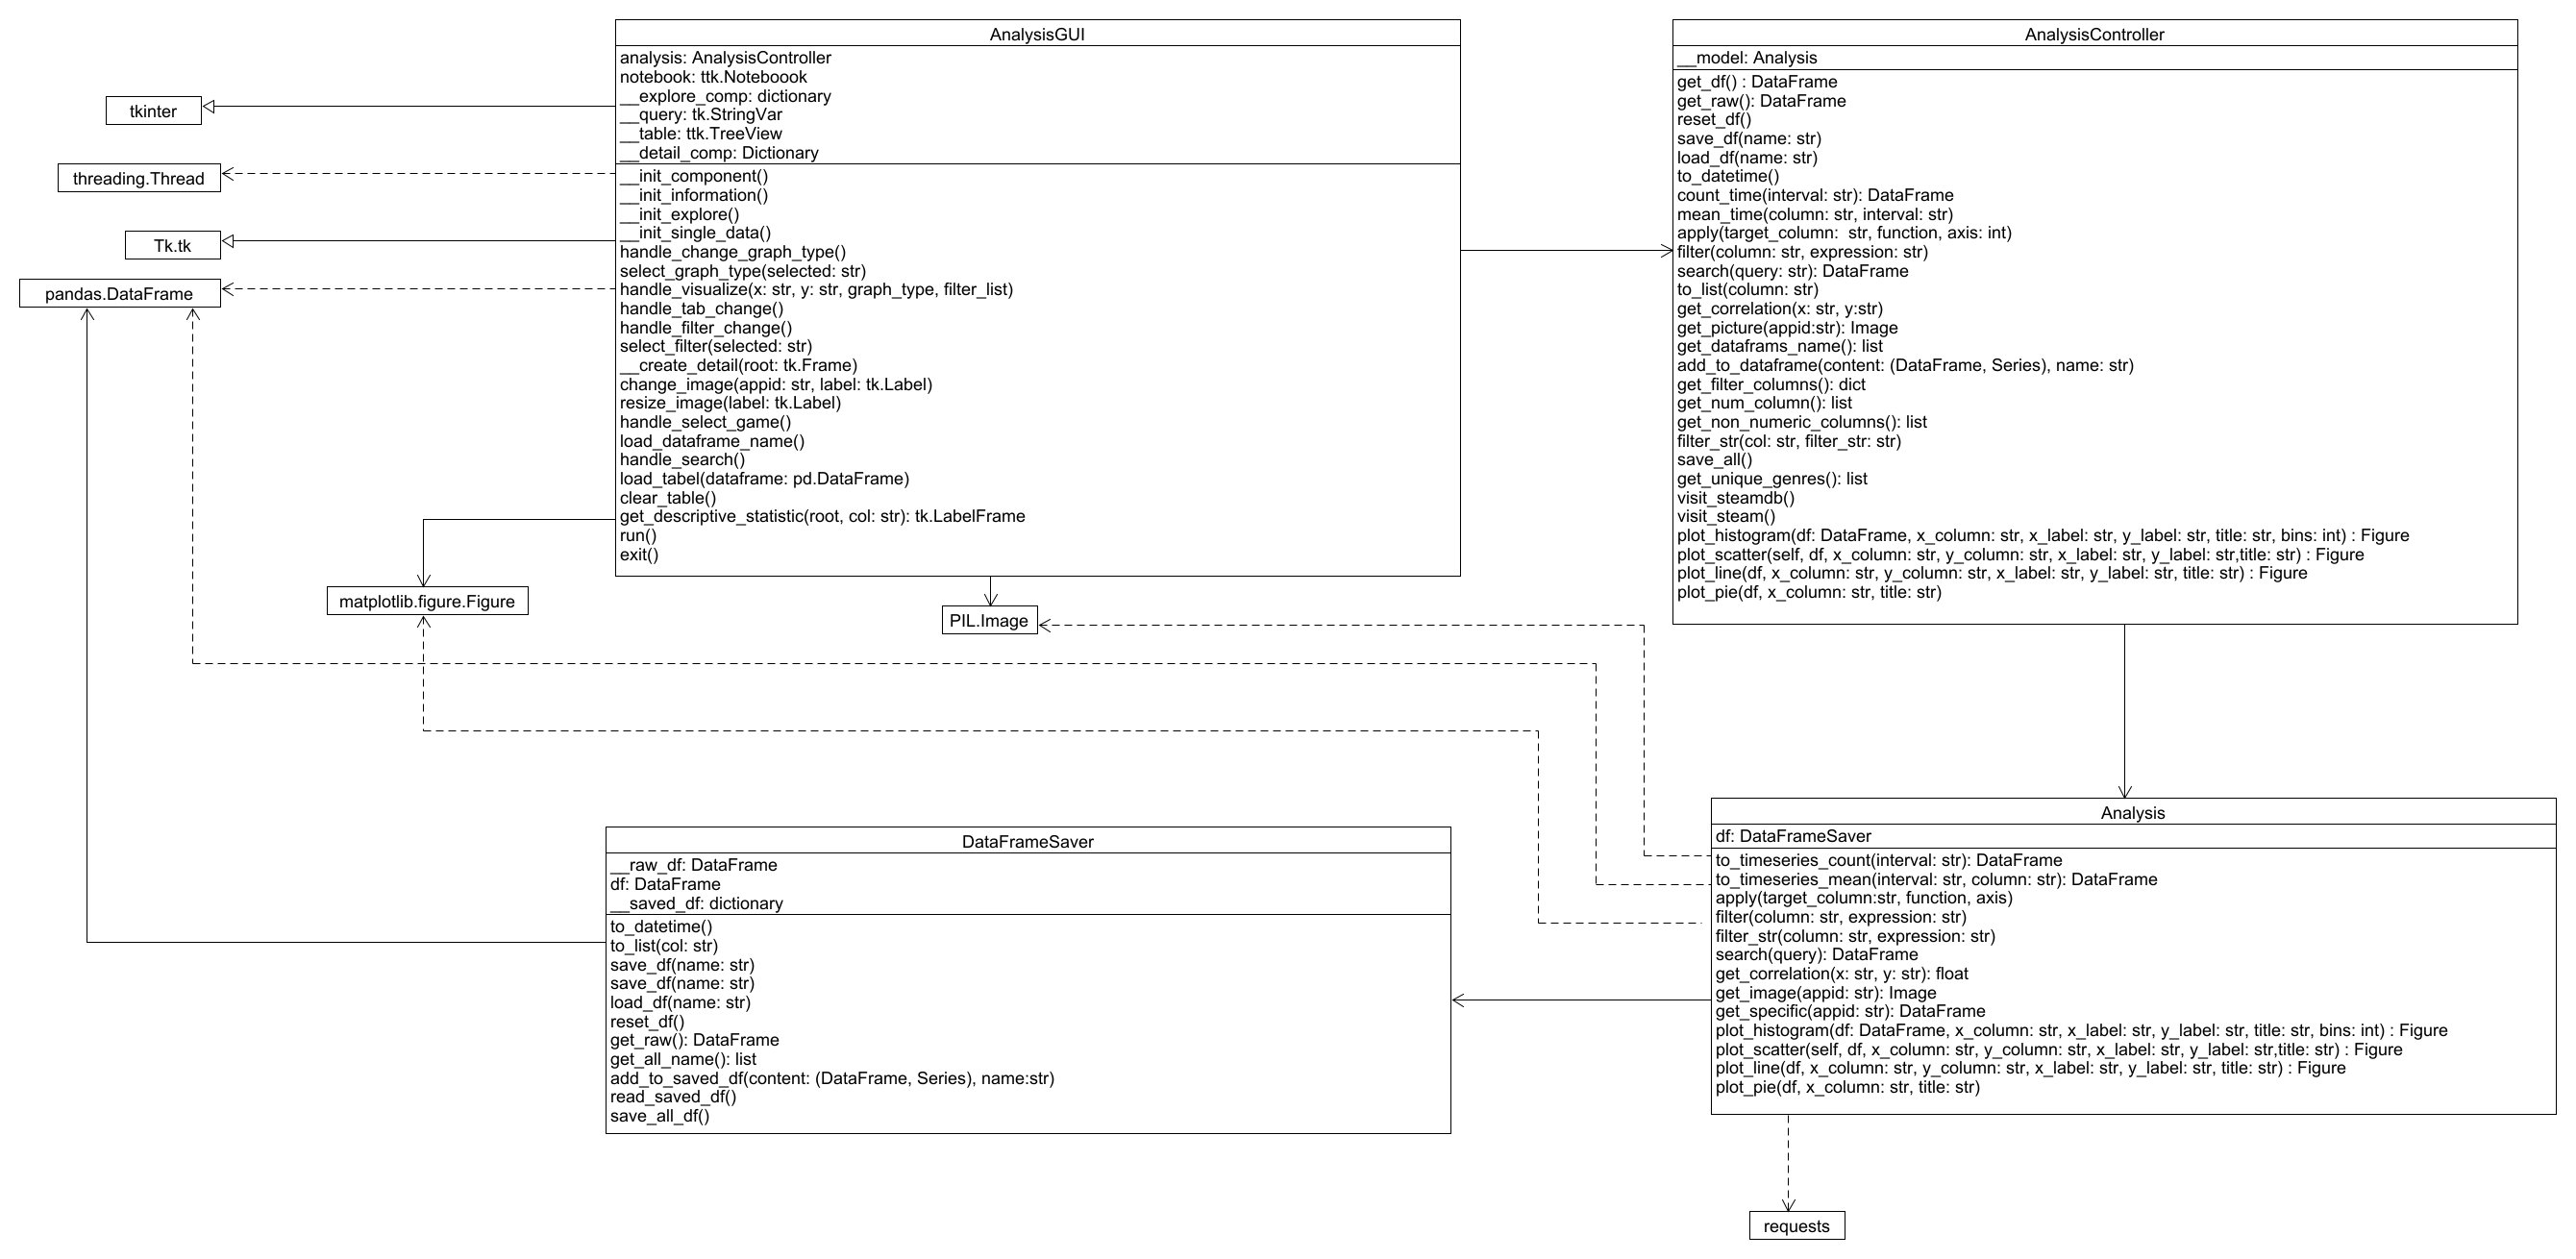 AnalysisGUI
analysis: AnalysisController
notebook: ttk.Noteboook
__explore_comp: dictionary
__query: tk.StringVar
__table: ttk.TreeView
__detail_comp: Dictionary
__init_component()
__init_information()
__init_explore()
__init_single_data()
handle_change_graph_type()
select_graph_type(selected: str)
handle_visualize(x: str, y: str, graph_type, filter_list)
handle_tab_change()
handle_filter_change()
select_filter(selected: str)
__create_detail(root: tk.Frame)
change_image(appid: str, label: tk.Label)
resize_image(label: tk.Label)
handle_select_game()
load_dataframe_name()
handle_search()
load_tabel(dataframe: pd.DataFrame)
clear_table()
get_descriptive_statistic(root, col: str): tk.LabelFrame
run()
exit()
AnalysisController
__model: Analysis
get_df() : DataFrame
get_raw(): DataFrame
reset_df()
save_df(name: str)
load_df(name: str)
to_datetime()
count_time(interval: str): DataFrame
mean_time(column: str, interval: str)
apply(target_column:  str, function, axis: int)
filter(column: str, expression: str)
search(query: str): DataFrame
to_list(column: str)
get_correlation(x: str, y:str)
get_picture(appid:str): Image
get_dataframs_name(): list
add_to_dataframe(content: (DataFrame, Series), name: str)
get_filter_columns(): dict
get_num_column(): list
get_non_numeric_columns(): list
filter_str(col: str, filter_str: str)
save_all()
get_unique_genres(): list
visit_steamdb()
visit_steam()
plot_histogram(df: DataFrame, x_column: str, x_label: str, y_label: str, title: str, bins: int) : Figure
plot_scatter(self, df, x_column: str, y_column: str, x_label: str, y_label: str,title: str) : Figure
plot_line(df, x_column: str, y_column: str, x_label: str, y_label: str, title: str) : Figure
plot_pie(df, x_column: str, title: str)
tkinter
threading.Thread
Tk.tk
pandas.DataFrame
matplotlib.figure.Figure
PIL.Image
DataFrameSaver
__raw_df: DataFrame
df: DataFrame
__saved_df: dictionary
to_datetime()
to_list(col: str)
save_df(name: str)
save_df(name: str)
load_df(name: str)
reset_df()
get_raw(): DataFrame
get_all_name(): list
add_to_saved_df(content: (DataFrame, Series), name:str)
read_saved_df()
save_all_df()
Analysis
df: DataFrameSaver
to_timeseries_count(interval: str): DataFrame
to_timeseries_mean(interval: str, column: str): DataFrame
apply(target_column:str, function, axis)
filter(column: str, expression: str)
filter_str(column: str, expression: str)
search(query): DataFrame
get_correlation(x: str, y: str): float
get_image(appid: str): Image
get_specific(appid: str): DataFrame
plot_histogram(df: DataFrame, x_column: str, x_label: str, y_label: str, title: str, bins: int) : Figure
plot_scatter(self, df, x_column: str, y_column: str, x_label: str, y_label: str,title: str) : Figure
plot_line(df, x_column: str, y_column: str, x_label: str, y_label: str, title: str) : Figure
plot_pie(df, x_column: str, title: str)
requests